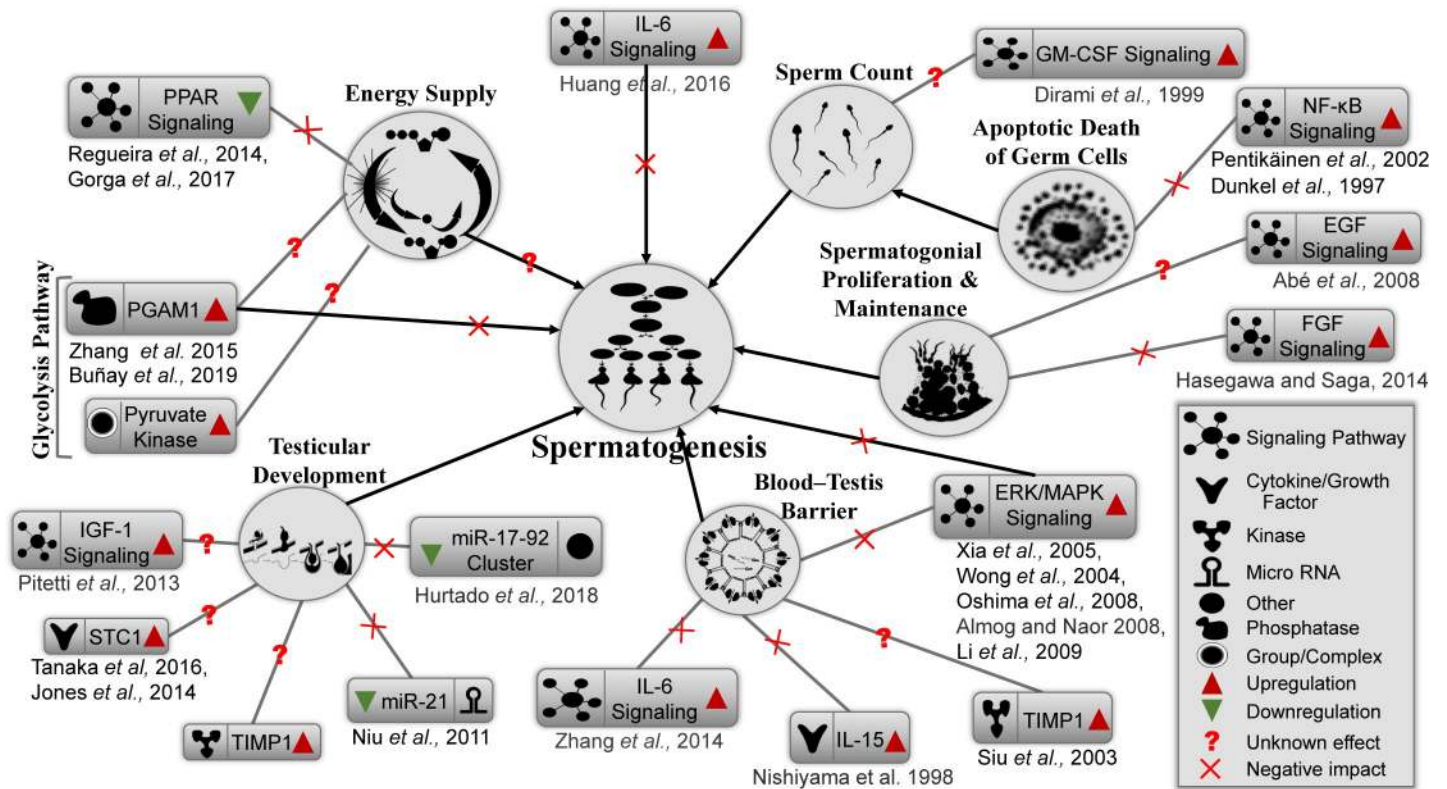 IL-6
Signaling
Huang et al., 2016
Sperm Count
GM-CSF Signaling
?
Dirami et al., 1999
PPAR
Signaling
Regueira et al., 2014,
Gorga et al., 2017
Energy Supply
Apoptotic Death
of Germ Cells
NF-κB
Signaling
Pentikäinen et al., 2002
Dunkel et al., 1997
EGF
Signaling
?
Abé et al., 2008
Spermatogonial
Proliferation &
Maintenance
FGF
Signaling
Hasegawa and Saga, 2014
Glycolysis Pathway
?
?
?
PGAM1
Zhang et al. 2015
Buñay et al., 2019
Pyruvate
Kinase
Spermatogenesis
Testicular
Development
IGF-1
Signaling
?
Pitetti et al., 2013
miR-17-92
Cluster
Hurtado et al., 2018
STC1
?
Tanaka et al, 2016,
Jones et al., 2014
?
TIMP1
miR-21
Niu et al., 2011
Blood–Testis
Barrier
ERK/MAPK
Signaling
Xia et al., 2005,
Wong et al., 2004,
Oshima et al., 2008,
Almog and Naor 2008,
Li et al., 2009
IL-6
Signaling
Zhang et al., 2014
IL-15
Nishiyama et al. 1998
?
TIMP1
Siu et al., 2003
Signaling Pathway
Cytokine/Growth
Factor
Kinase
Micro RNA
Other
Phosphatase
Group/Complex
Upregulation
Downregulation
? Unknown effect
Negative impact